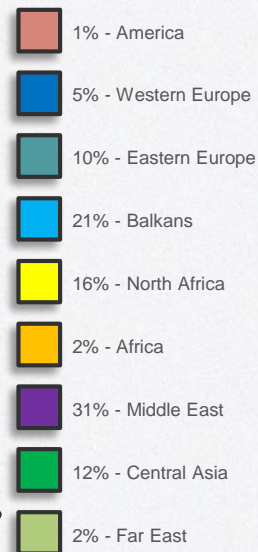 1% - America
5% - Western Europe
10% - Eastern Europe
21% - Balkans
16% - North Africa
2% - Africa
31% - Middle East
12% - Central Asia
2% - Far East